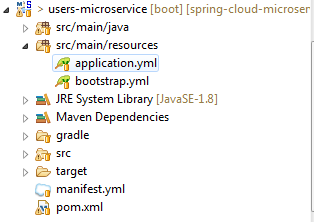 > users-microservice [boot] [spring-cloud-microser
src/main/java
src/main/resources
application.yml
bootstrap.yml
JRE System Library [JavaSE-1.8]
Maven Dependencies
gradle
src
target
manifest.yml
pom.xml